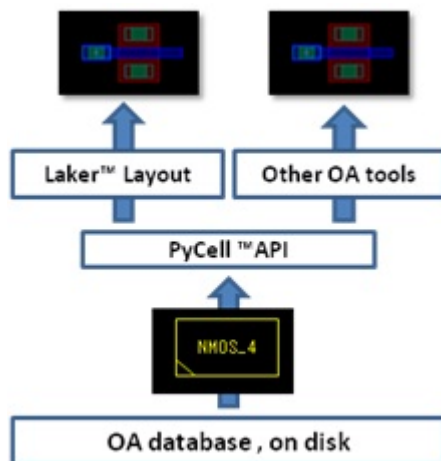 Laker™ Layout
Other OA tools
PyCell ™API
NMOS_4
OA database , on disk